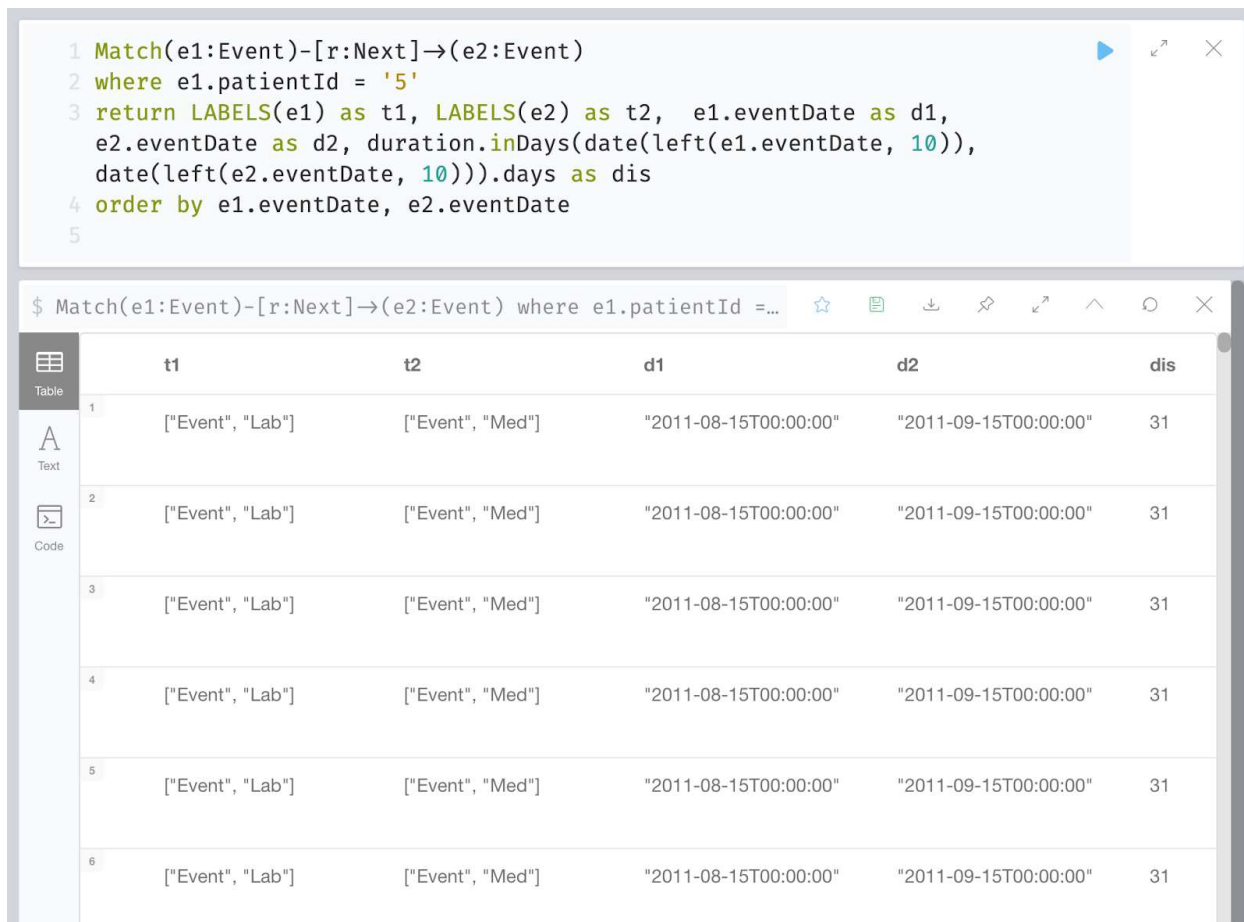 1 Match(e1:Event)-[r:Next]→(e2:Event)
2 where e1.patientId = '5'
3 return LABELS(e1) as t1, LABELS(e2) as t2,  e1.eventDate as d1,
e2.eventDate as d2, duration.inDays(date(left(e1.eventDate, 10)),
date(left(e2.eventDate, 10))).days as dis
4 order by e1.eventDate, e2.eventDate
5
$ Match(e1:Event)-[r:Next]→(e2:Event) where e1.patientId =…
Table
A
Text
>_
Code
t1 t2 d1 d2 dis
1 ["Event", "Lab"] ["Event", "Med"] "2011-08-15T00:00:00" "2011-09-15T00:00:00" 31
2 ["Event", "Lab"] ["Event", "Med"] "2011-08-15T00:00:00" "2011-09-15T00:00:00" 31
3 ["Event", "Lab"] ["Event", "Med"] "2011-08-15T00:00:00" "2011-09-15T00:00:00" 31
4 ["Event", "Lab"] ["Event", "Med"] "2011-08-15T00:00:00" "2011-09-15T00:00:00" 31
5 ["Event", "Lab"] ["Event", "Med"] "2011-08-15T00:00:00" "2011-09-15T00:00:00" 31
6 ["Event", "Lab"] ["Event", "Med"] "2011-08-15T00:00:00" "2011-09-15T00:00:00" 31